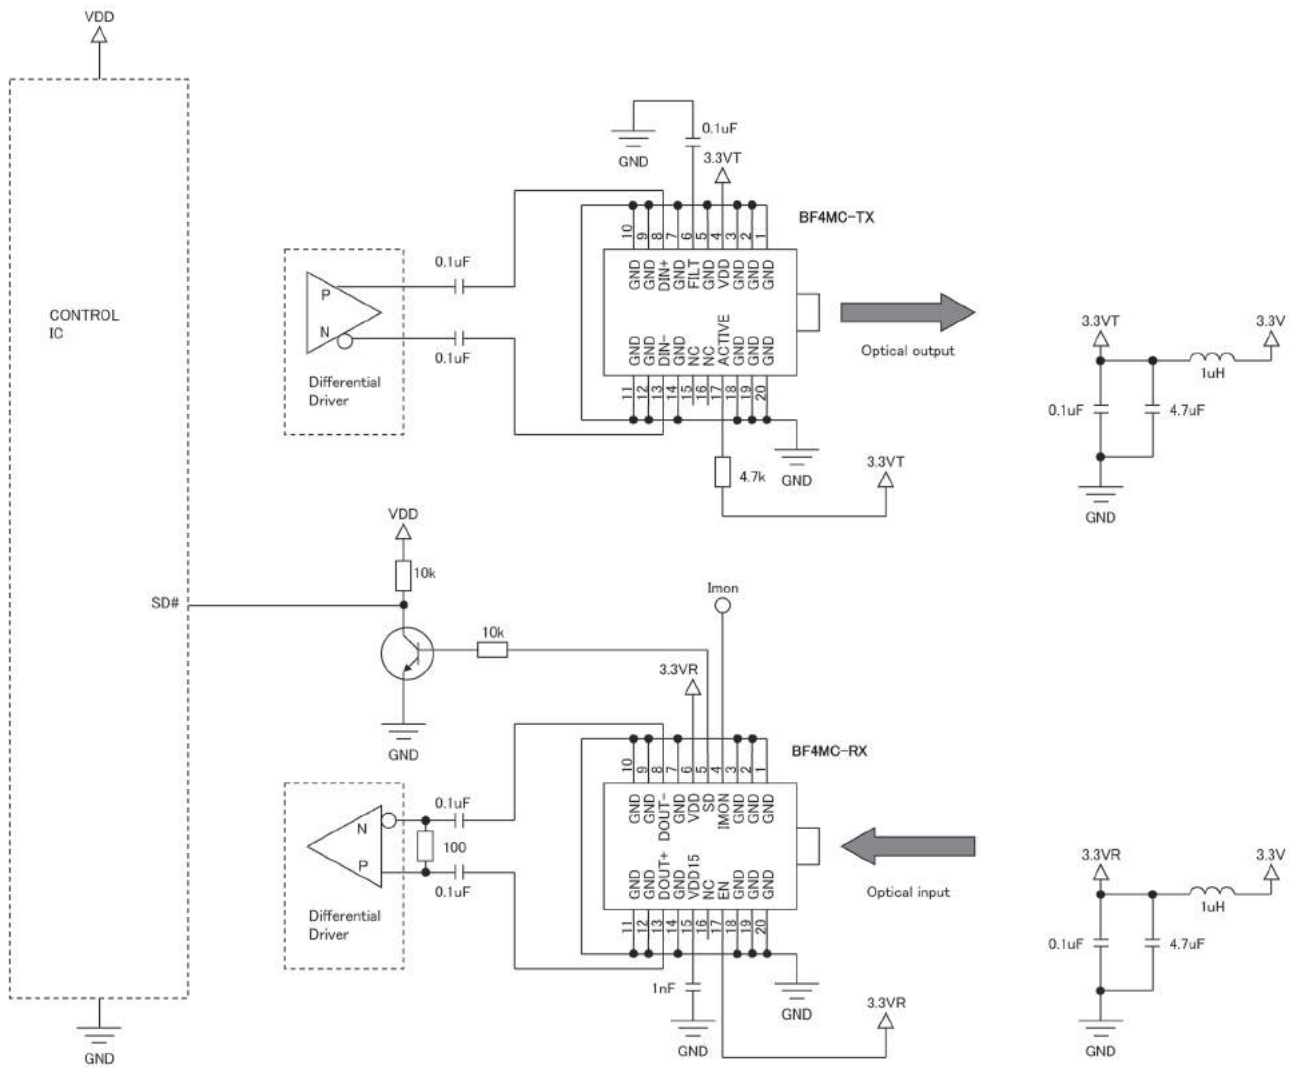 VDD
CONTROL
IC
SD#
GND
0.1uF
GND
3.3VT
BF4MC-TX
10
9
8
7
6
5
4
3
2
1
GND
GND
DIN+
GND
FILT
GND
VDD
GND
GND
GND
GND
GND
DIN-
GND
NC
NC
ACTIVE
GND
GND
GND
11
12
13
14
15
16
17
18
19
20
0.1uF
P
N
0.1uF
Differential
Driver
Optical output
GND
4.7k
3.3VT
3.3VT
3.3V
1uH
0.1uF
4.7uF
GND
VDD
10k
10k
GND
Imon
3.3VR
BF4MC-RX
10
9
8
7
6
5
4
3
2
1
GND
GND
DOUT-
GND
VDD
SD
IMON
GND
GND
GND
GND
GND
DOUT+
GND
VDD15
NC
EN
GND
GND
GND
11
12
13
14
15
16
17
18
19
20
0.1uF
N
100
P
0.1uF
Differential
Driver
Optical input
1nF
GND
GND
3.3VR
3.3VR
3.3V
1uH
0.1uF
4.7uF
GND